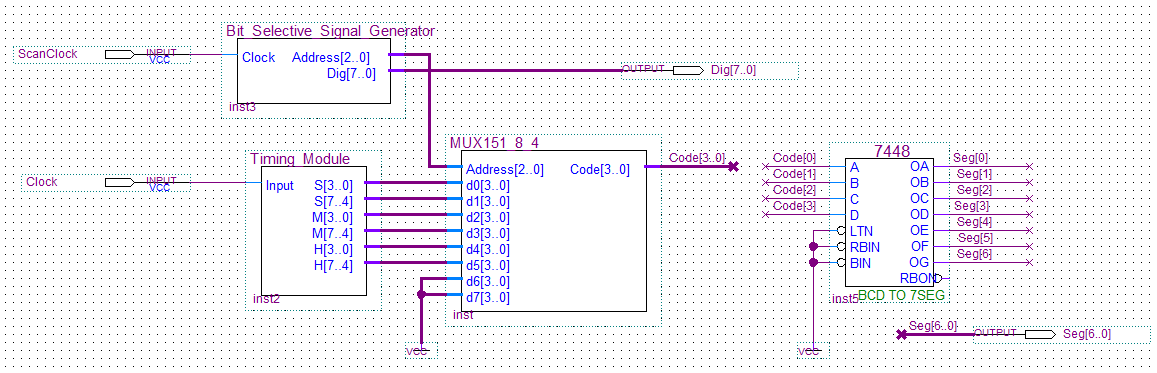 Bit Selective Signal Generator
ScanClock
INPUT
VCC
Clock
Address[2..0]
Dig[7..0]
OUTPUT
Dig[7..0]
inst3
MUX151 8 4
Address[2..0]
Code[3..0]
Code[3..0]
d0[3..0]
d1[3..0]
d2[3..0]
d3[3..0]
d4[3..0]
d5[3..0]
d6[3..0]
d7[3..0]
inst
VCC
Timing Module
Clock
INPUT
VCC
Input
S[3..0]
S[7..4]
M[3..0]
M[7..4]
H[3..0]
H[7..4]
inst2
7448
Code[0]
A
OA
Seg[0]
Code[1]
B
OB
Seg[1]
Code[2]
C
OC
Seg[2]
Code[3]
D
OD
Seg[3]
LTN
OE
Seg[4]
RBIN
OF
Seg[5]
BIN
OG
Seg[6]
RBON
inst5
BCD TO 7SEG
VCC
Seg[6..0]
OUTPUT
Seg[6..0]